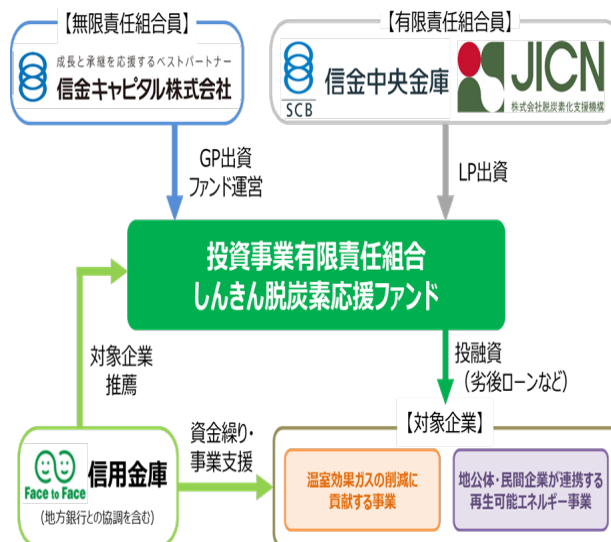 【無限責任組合員】
成長と承継を応援するベストパートナー
信金キャピタル株式会社
【有限責任組合員】
SCB
信金中央金庫
JICN
株式会社脱炭素化支援機構
GP出資
ファンド運営
LP出資
投資事業有限責任組合
しんきん脱炭素応援ファンド
対象企業
推薦
投融資
（劣後ローンなど）
資金繰り・
事業支援
Face to Face
信用金庫
(地方銀行との協調を含む)
【対象企業】
温室効果ガスの削減に
貢献する事業
地公体・民間企業が連携する
再生可能エネルギー事業